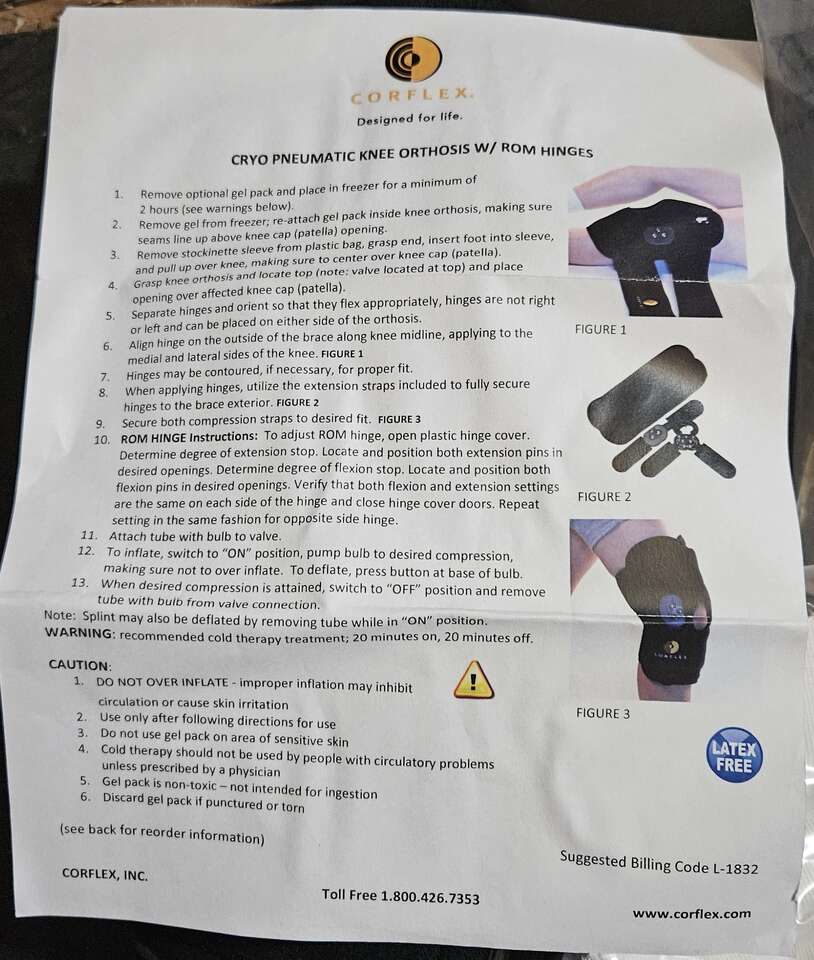 CORFLEX.
Designed for life.
CRYO PNEUMATIC KNEE ORTHOSIS W/ ROM HINGES
1. Remove optional gel pack and place in freezer for a minimum of
2 hours (see warnings below).
2. Remove gel from freezer; re-attach gel pack inside knee orthosis, making sure
seams line up above knee cap (patella) opening.
3. Remove stockinette sleeve from plastic bag, grasp end, insert foot into sleeve,
and pull up over knee, making sure to center over knee cap (patella).
4. Grasp knee orthosis and locate top (note: valve located at top) and place
opening over affected knee cap (patella).
5. Separate hinges and orient so that they flex appropriately, hinges are not right
or left and can be placed on either side of the orthosis.
6. Align hinge on the outside of the brace along knee midline, applying to the
medial and lateral sides of the knee. FIGURE 1
7. Hinges may be contoured, if necessary, for proper fit.
8. When applying hinges, utilize the extension straps included to fully secure
hinges to the brace exterior. FIGURE 2
9. Secure both compression straps to desired fit. FIGURE 3
10. ROM HINGE Instructions: To adjust ROM hinge, open plastic hinge cover.
Determine degree of extension stop. Locate and position both extension pins in
desired openings. Determine degree of flexion stop. Locate and position both
flexion pins in desired openings. Verify that both flexion and extension settings
are the same on each side of the hinge and close hinge cover doors. Repeat
setting in the same fashion for opposite side hinge.
11. Attach tube with bulb to valve.
12. To inflate, switch to “ON” position, pump bulb to desired compression,
making sure not to over inflate. To deflate, press button at base of bulb.
13. When desired compression is attained, switch to “OFF” position and remove
tube with bulb from valve connection.
Note: Splint may also be deflated by removing tube while in “ON” position.
WARNING: recommended cold therapy treatment; 20 minutes on, 20 minutes off.
CAUTION:
1. DO NOT OVER INFLATE - improper inflation may inhibit
circulation or cause skin irritation
2. Use only after following directions for use
3. Do not use gel pack on area of sensitive skin
4. Cold therapy should not be used by people with circulatory problems
unless prescribed by a physician
5. Gel pack is non-toxic – not intended for ingestion
6. Discard gel pack if punctured or torn
(see back for reorder information)
CORFLEX, INC.
Toll Free 1.800.426.7353
FIGURE 1
FIGURE 2
CORFLEX
FIGURE 3
LATEX
FREE
Suggested Billing Code L-1832
www.corflex.com